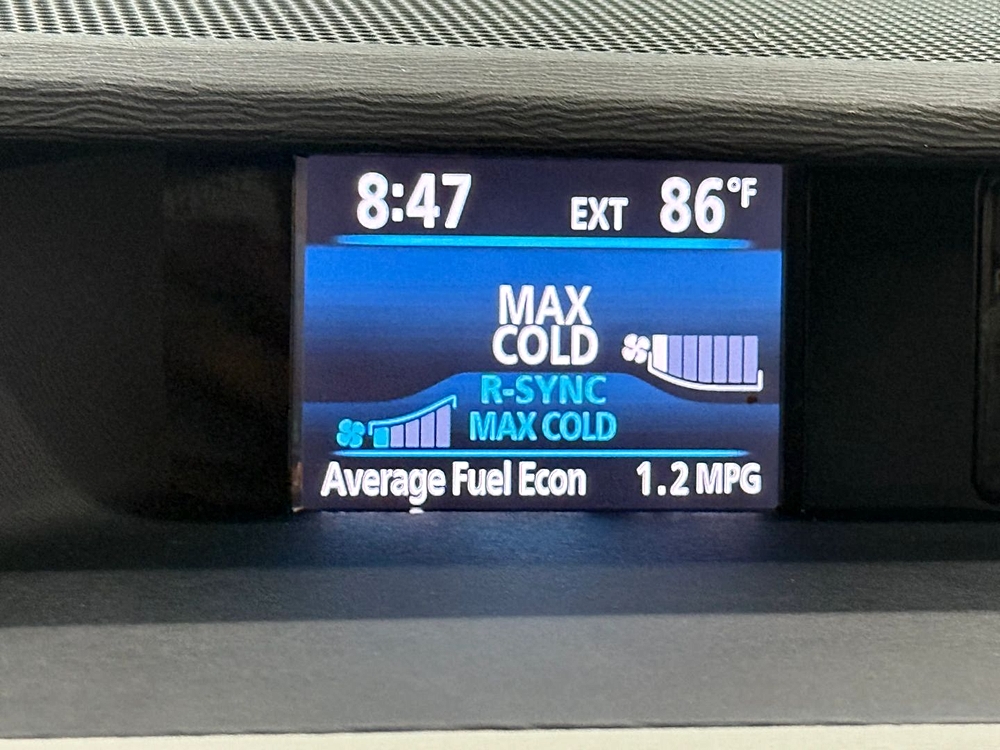 8:47 EXT 86°F
MAX
COLD
R-SYNC
MAX COLD
Average Fuel Econ 1.2 MPG